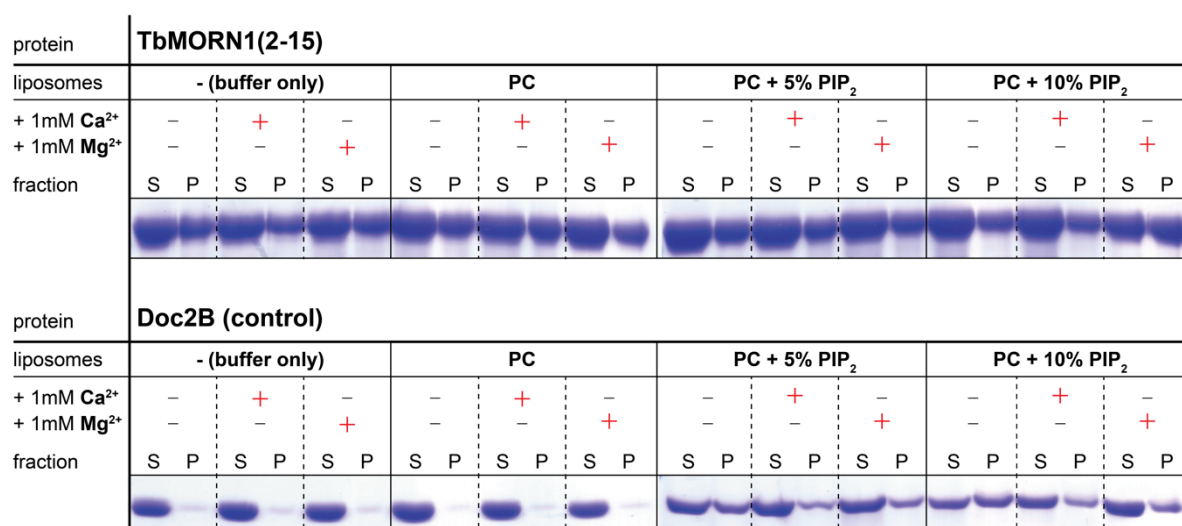 protein TbMORN1(2-15)
liposomes - (buffer only) PC PC + 5% PIP₂ PC + 10% PIP₂
+ 1mM Ca²⁺ – + – – + – – + – – + –
+ 1mM Mg²⁺ – – + – – + – – + – – +
fraction S P S P S P S P S P S P S P S P S P S P S P S P
protein Doc2B (control)
liposomes - (buffer only) PC PC + 5% PIP₂ PC + 10% PIP₂
+ 1mM Ca²⁺ – + – – + – – + – – + –
+ 1mM Mg²⁺ – – + – – + – – + – – +
fraction S P S P S P S P S P S P S P S P S P S P S P S P